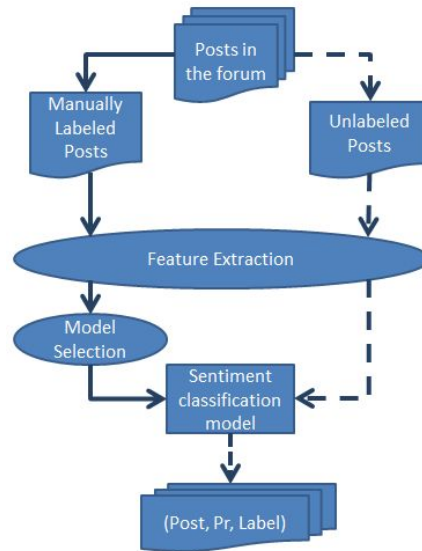 Posts in
the forum
Manually
Labeled
Posts
Unlabeled
Posts
Feature Extraction
Model
Selection
Sentiment
classification
model
(Post, Pr, Label)